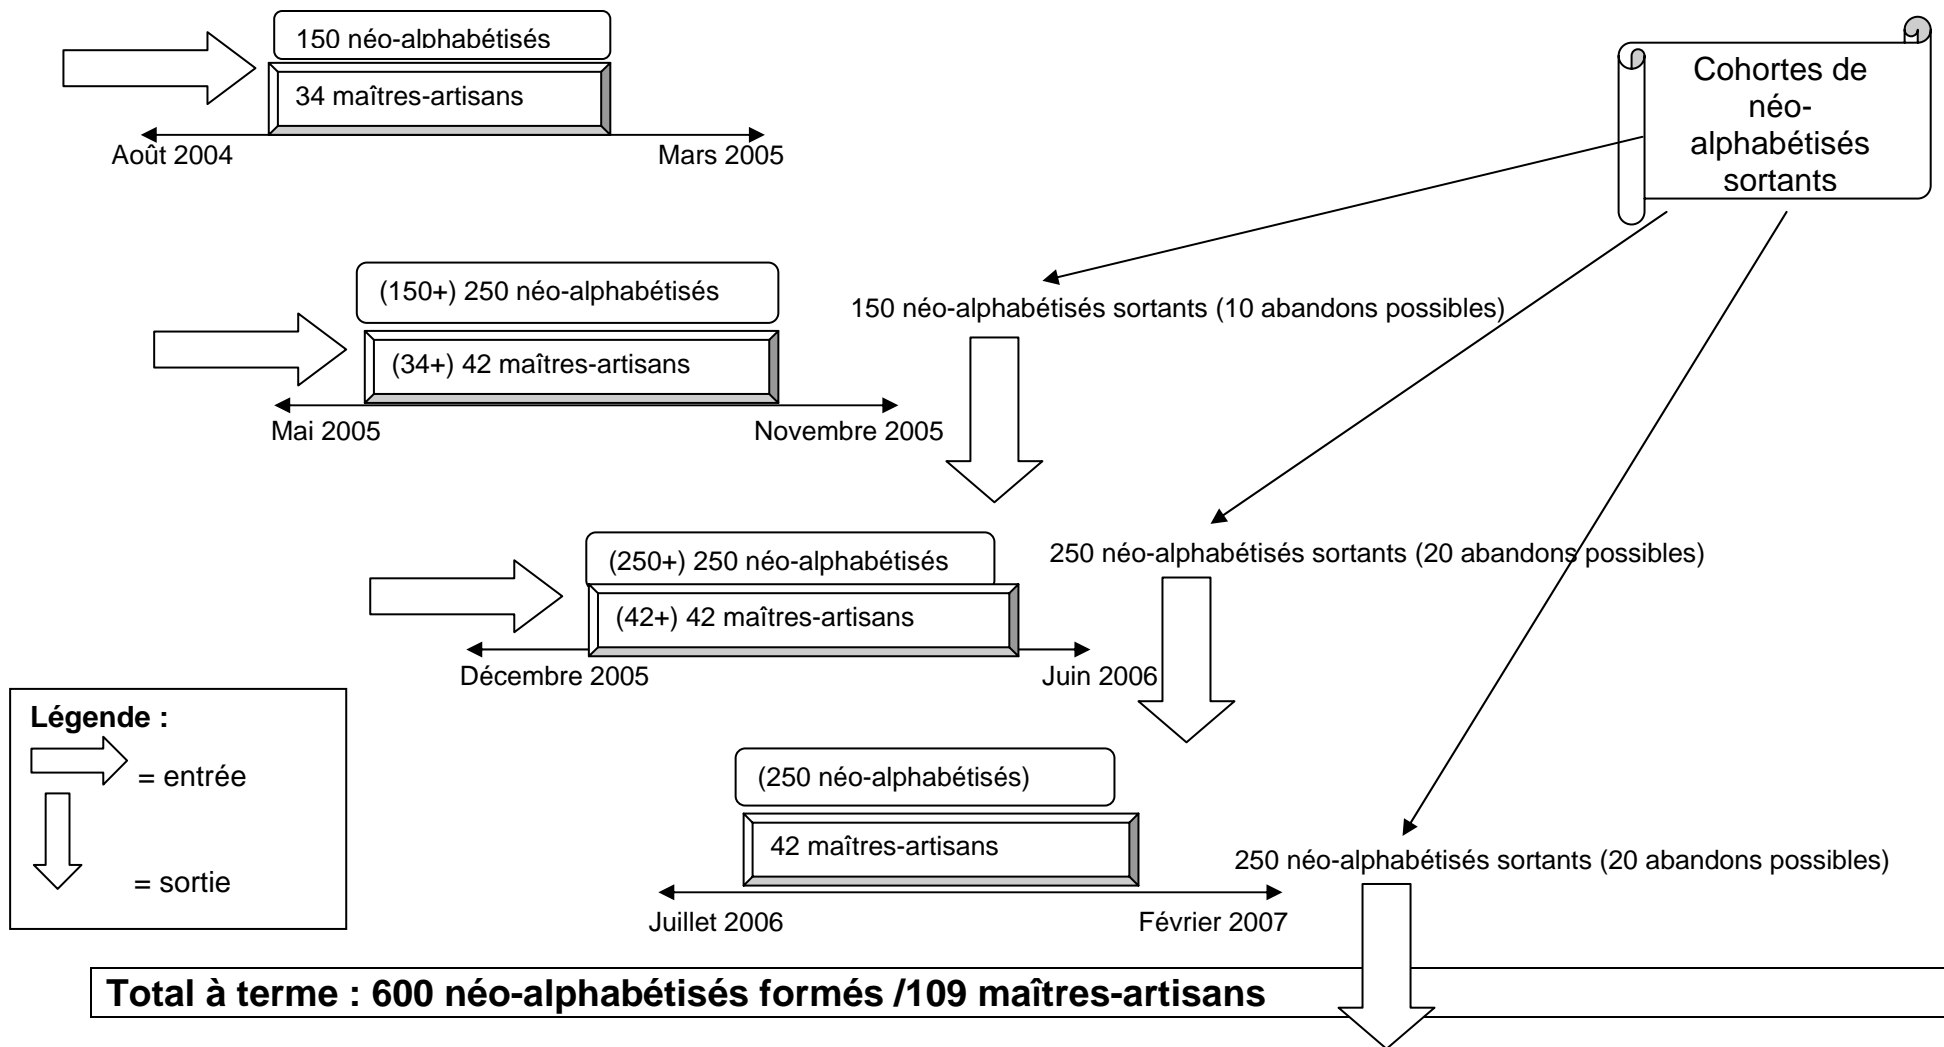 150 néo-alphabétisés
34 maîtres-artisans
Août 2004
Mars 2005
Cohortes de
néo-
alphabétisés
sortants
(150+) 250 néo-alphabétisés
(34+) 42 maîtres-artisans
Mai 2005
Novembre 2005
150 néo-alphabétisés sortants (10 abandons possibles)
(250+) 250 néo-alphabétisés
(42+) 42 maîtres-artisans
Décembre 2005
Juin 2006
250 néo-alphabétisés sortants (20 abandons possibles)
Légende :
= entrée
= sortie
(250 néo-alphabétisés)
42 maîtres-artisans
Juillet 2006
Février 2007
250 néo-alphabétisés sortants (20 abandons possibles)
Total à terme : 600 néo-alphabétisés formés /109 maîtres-artisans